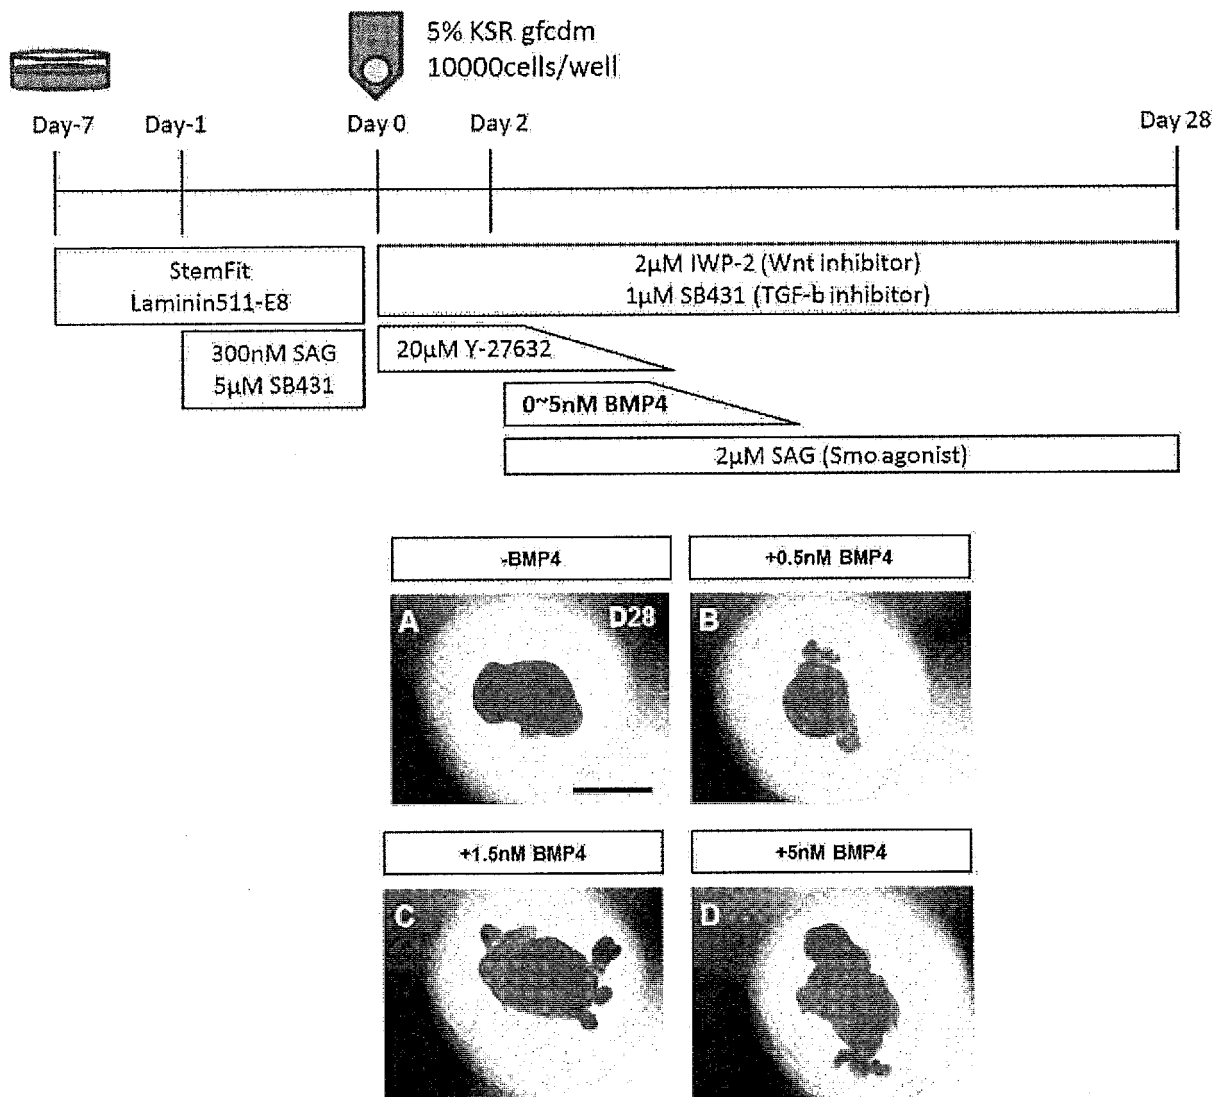 5% KSR gfcdm
10000cells/well
Day-7
Day-1
Day 0
Day 2
Day 28
StemFit
Laminin511-E8
2µM IWP-2 (Wnt inhibitor)
1µM SB431 (TGF-b inhibitor)
300nM SAG
5µM SB431
20µM Y-27632
0~5nM BMP4
2µM SAG (Smo agonist)
-BMP4
+0.5nM BMP4
A
D28
B
+1.5nM BMP4
+5nM BMP4
C
D